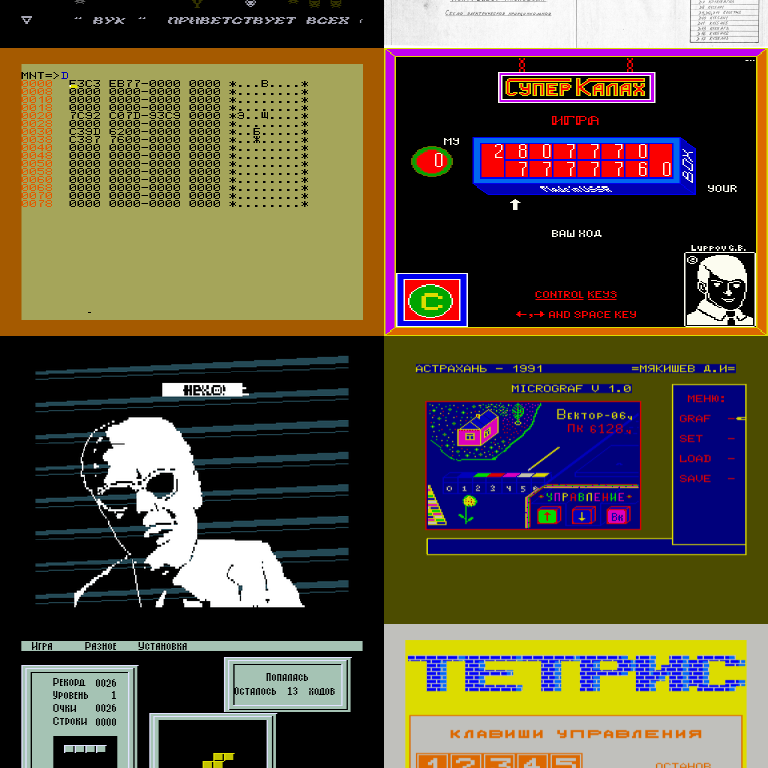 " ВУК " ПРИВЕТСТВУЕТ ВСЕХ
MNT=>D
0000 53C3 EB77-0000 0000 *...B....*
0008 0000 0000-0000 0000 *........*
0010 0000 0000-0000 0000 *........*
0018 0000 0000-0000 0000 *........*
0020 7C92 C07D-93C9 0000
0028 0000 0000-0000 0000 *........*
0030 C39D 6200-0000 0000
0038 C387 7600-0000 0000
0040 0000 0000-0000 0000 *........*
0048 0000 0000-0000 0000 *........*
0050 0000 0000-0000 0000 *........*
0058 0000 0000-0000 0000 *........*
0060 0000 0000-0000 0000 *........*
0068 0000 0000-0000 0000 *........*
0070 0000 0000-0000 0000 *........*
0078 0000 0000-0000 0000 *........*
СУПЕР КАЛАХ
ИГРА
МУ
0
2 8 0 7 7 7 0
7 7 7 7 7 6 0
BOX
YOUR
ВАШ ХОД
LUPPOV G.B.
©
C
CONTROL KEYS
←,→ AND SPACE KEY
АСТРАХАНЬ - 1991 =МЯКИШЕВ Д.И=
MICROGRAF V 1.0
ВЕКТОР-06ц
ПК 6128ц
0 1 2 3 4 5 6
УПРАВЛЕНИЕ
↑ ↓ ВК
МЕНЮ:
GRAF
SET
LOAD
SAVE
ИГРА РАЗНОЕ УСТАНОВКА
РЕКОРД 0026
УРОВЕНЬ 1
ОЧКИ 0026
СТРОКИ 0000
ПОПАЛАСЬ
ОСТАЛОСЬ 13 ХОДОВ
ТЕТРИС
КЛАВИШИ УПРАВЛЕНИЯ
1 2 3 4 5
ОСТАНОВ